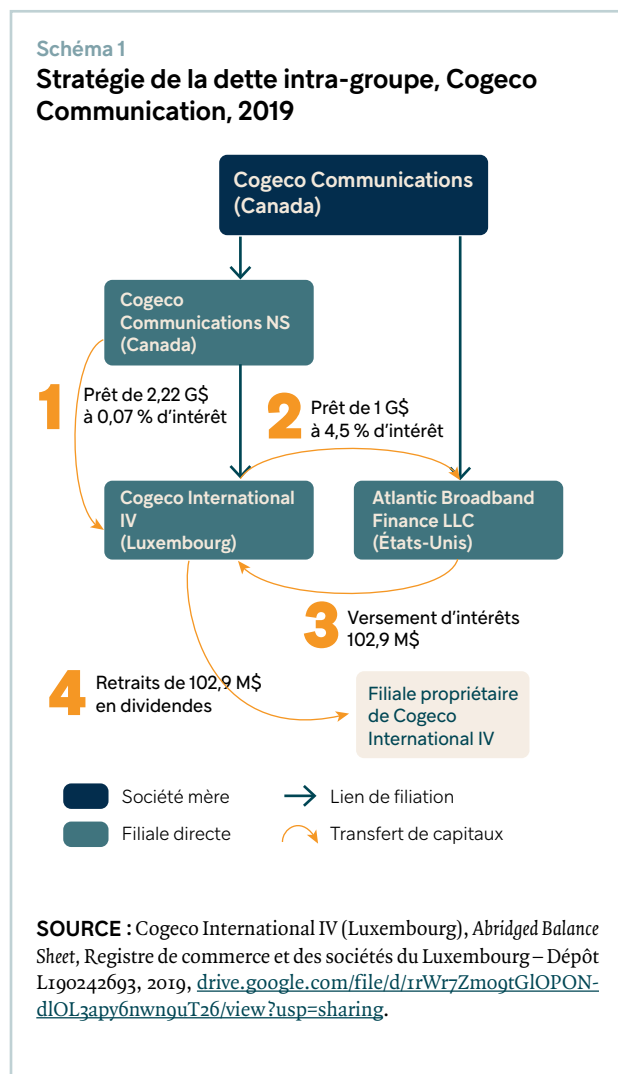 Schéma 1
Stratégie de la dette intra-groupe, Cogeco
Communication, 2019
Cogeco Communications
(Canada)
Cogeco
Communications NS
(Canada)
1
Prêt de 2,22 G$
à 0,07 % d’intérêt
2
Prêt de 1 G$
à 4,5 % d’intérêt
Cogeco International
IV
(Luxembourg)
Atlantic Broadband
Finance LLC
(États-Unis)
3
Versement d’intérêts
102,9 M$
4
Retraits de 102,9 M$
en dividendes
Filiale propriétaire
de Cogeco
International IV
Société mère
Lien de filiation
Filiale directe
Transfert de capitaux
SOURCE : Cogeco International IV (Luxembourg), Abridged Balance
Sheet, Registre de commerce et des sociétés du Luxembourg – Dépôt
L190242693, 2019, drive.google.com/file/d/1rWr7Zmo9tGlOPON-
dlOL3apy6nwn9uT26/view?usp=sharing.